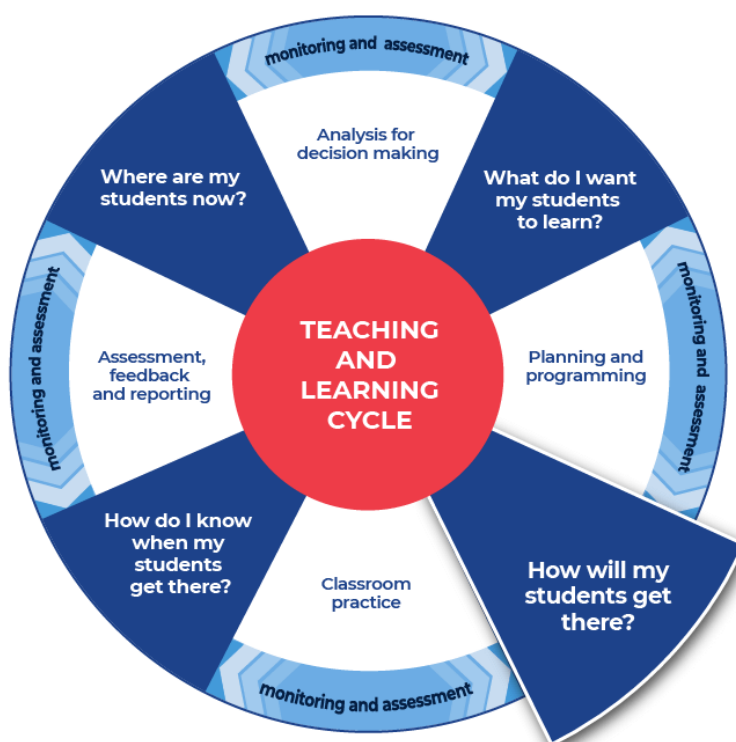 monitoring and assessment
Analysis for
decision making
What do I want
my students
to learn?
monitoring and assessment
Planning and
programming
How will my
students get
there?
Classroom
practice
monitoring and assessment
How do I know
when my
students
get there?
Assessment,
feedback
and reporting
monitoring and assessment
Where are my
students now?
TEACHING
AND
LEARNING
CYCLE